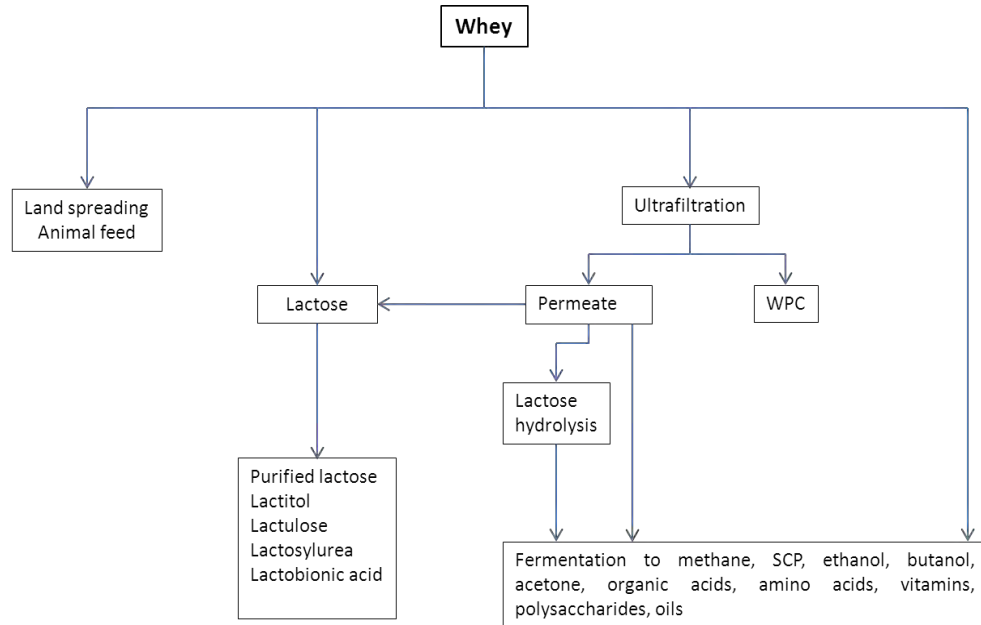 Whey
Land spreading
Animal feed
Ultrafiltration
Lactose
Permeate
WPC
Lactose
hydrolysis
Purified lactose
Lactitol
Lactulose
Lactosylurea
Lactobionic acid
Fermentation to methane, SCP, ethanol, butanol,
acetone, organic acids, amino acids, vitamins,
polysaccharides, oils